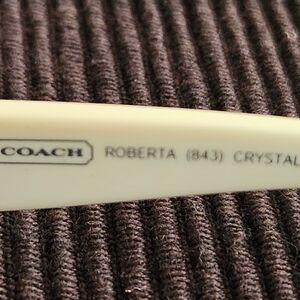 COACH ROBERTA (843) CRYSTAL